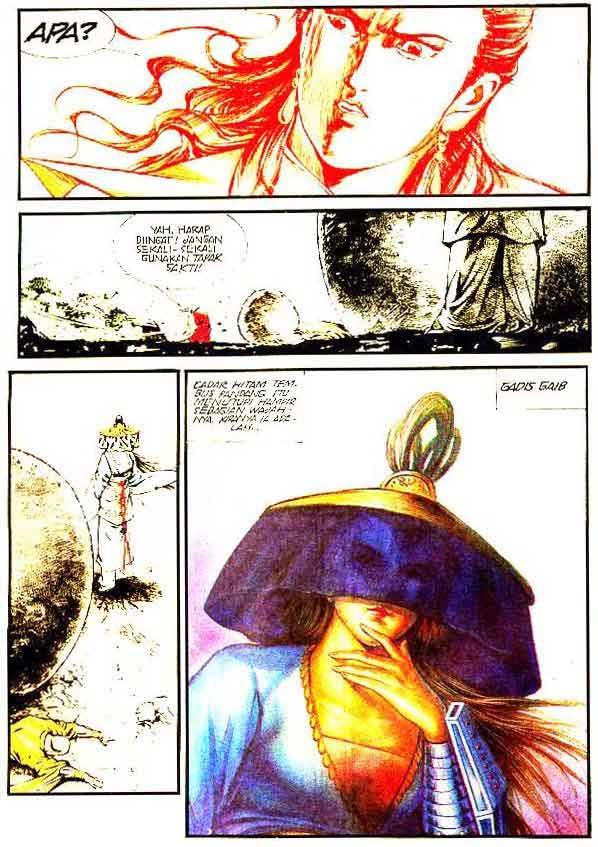 APA?
YAH, HARAP
DIINGAT! JANGAN
SEKALI-SEKALI
GUNAKAN TAPAK
SAKTI!
CADAR HITAM TEM-
BUS PANDANG ITU
MENUTUPI HAMPIR
SEBAGIAN WAJAH-
NYA. KIRANYA IA ADA-
LAH...
GADIS GAIB